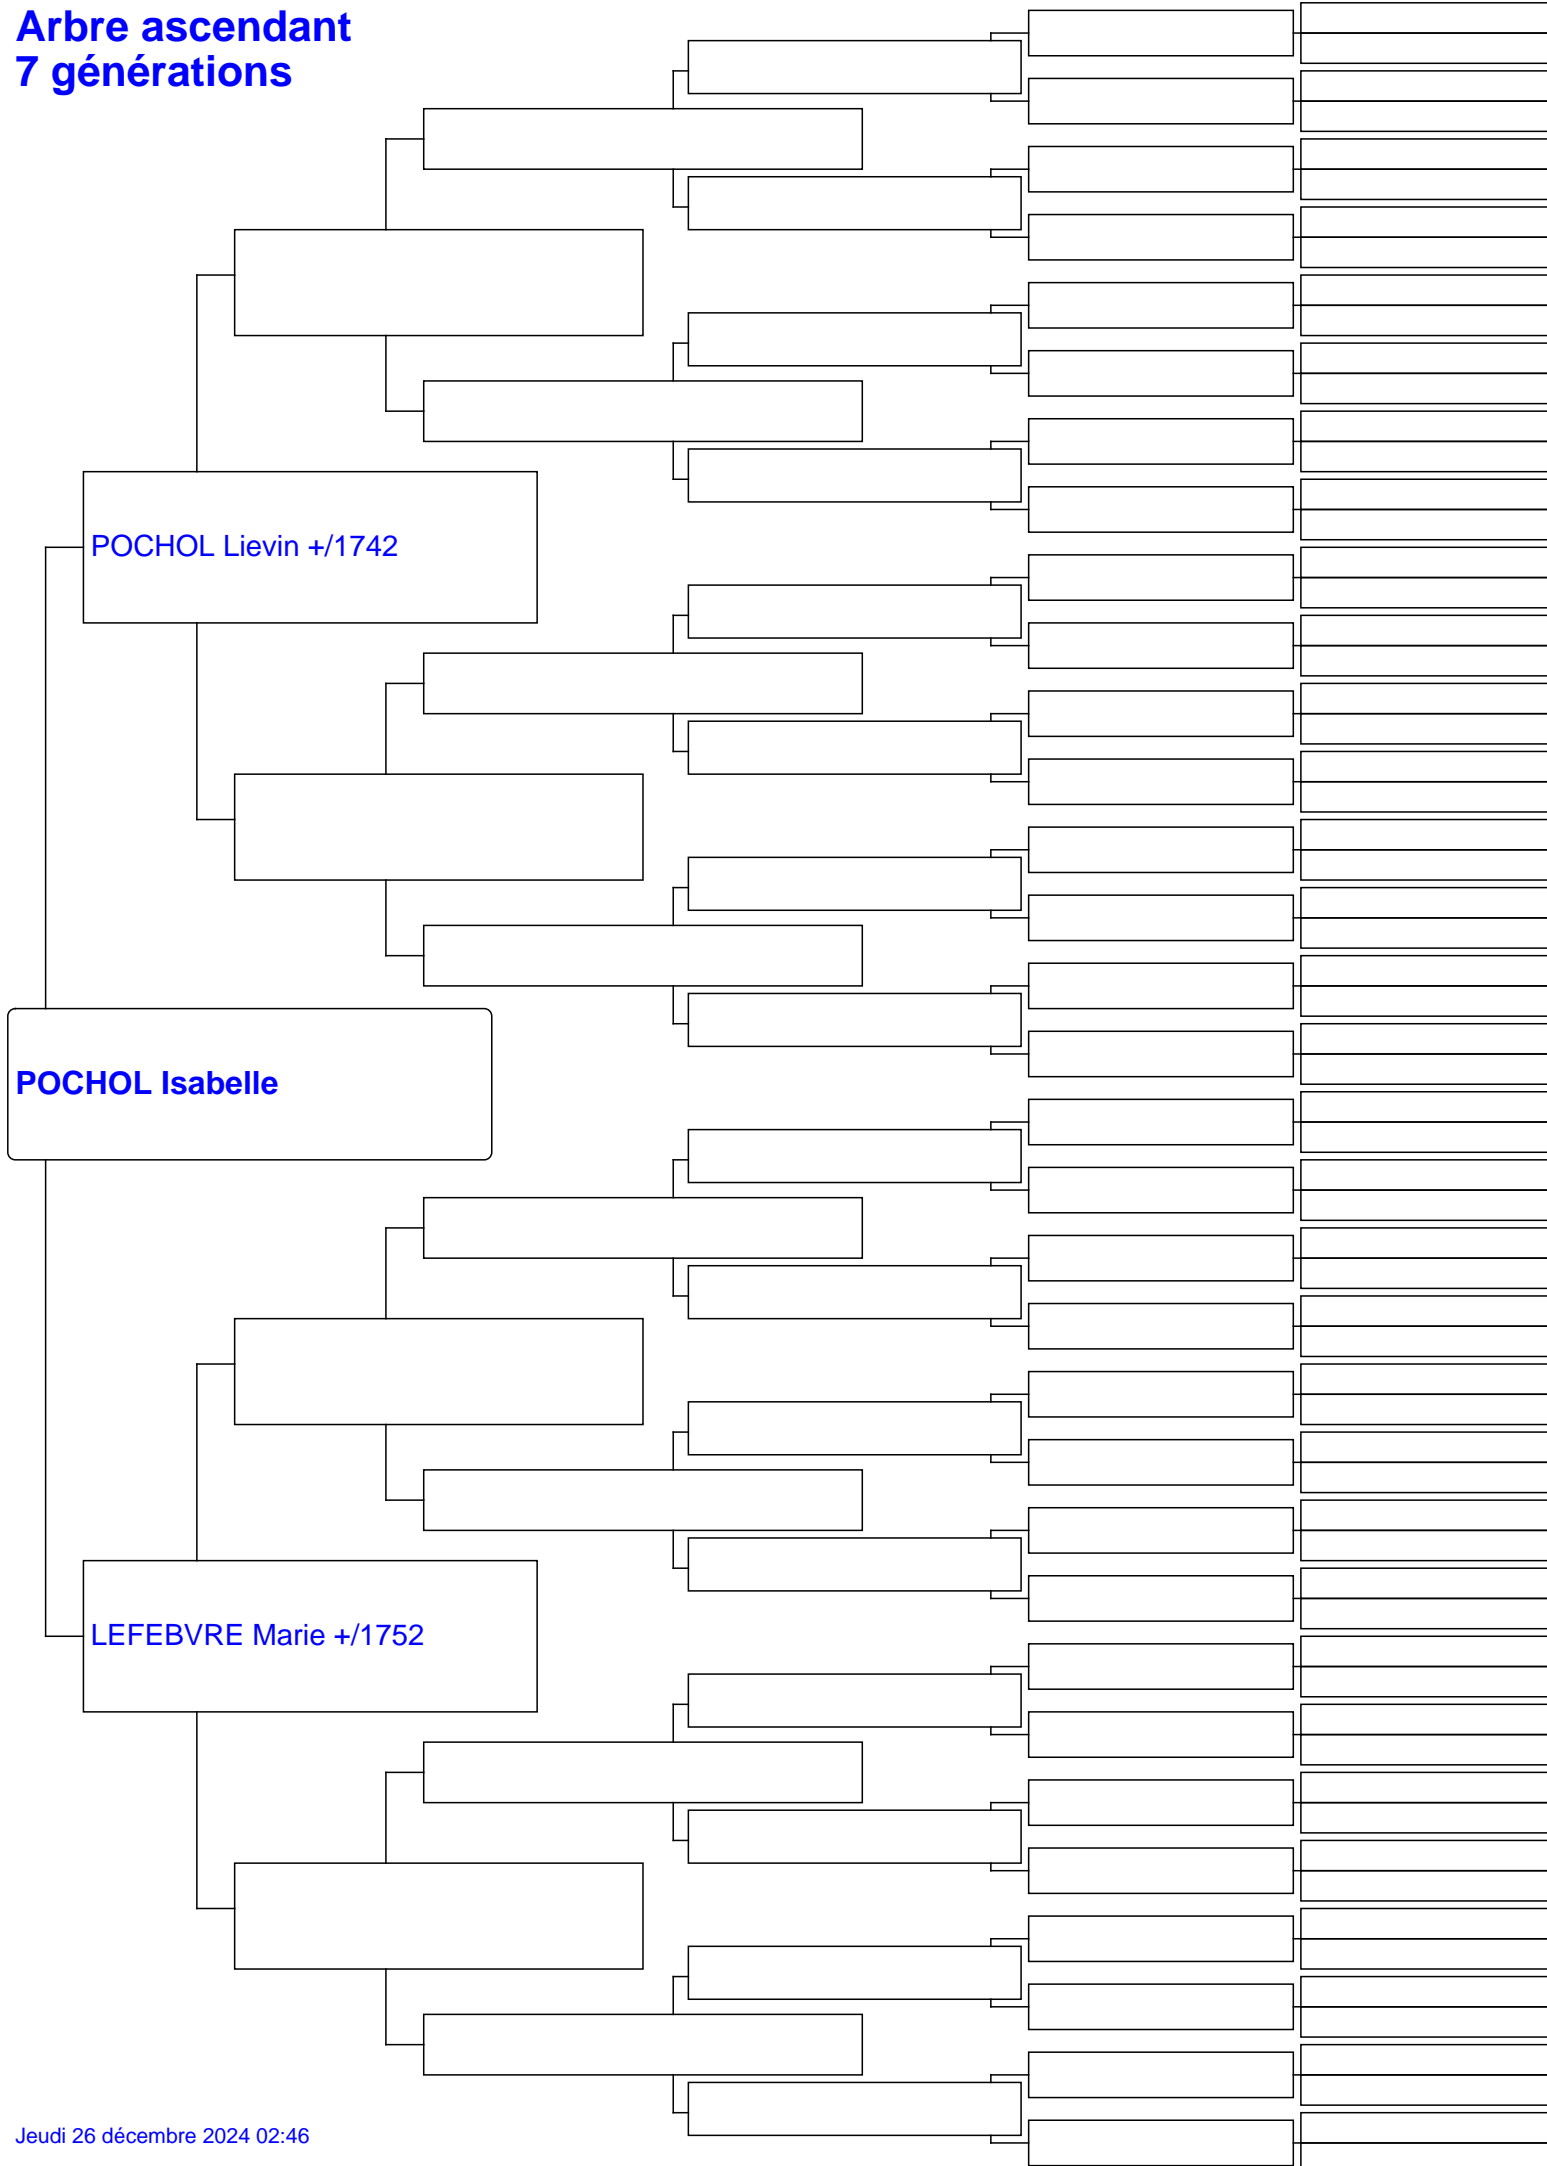 Arbre ascendant
7 générations
POCHOL Lievin +/1742
POCHOL Isabelle
LEFEBVRE Marie +/1752
Jeudi 26 décembre 2024 02:46